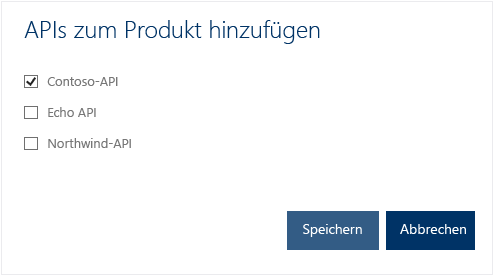 APIs zum Produkt hinzufügen
Contoso-API
Echo API
Northwind-API
Speichern Abbrechen